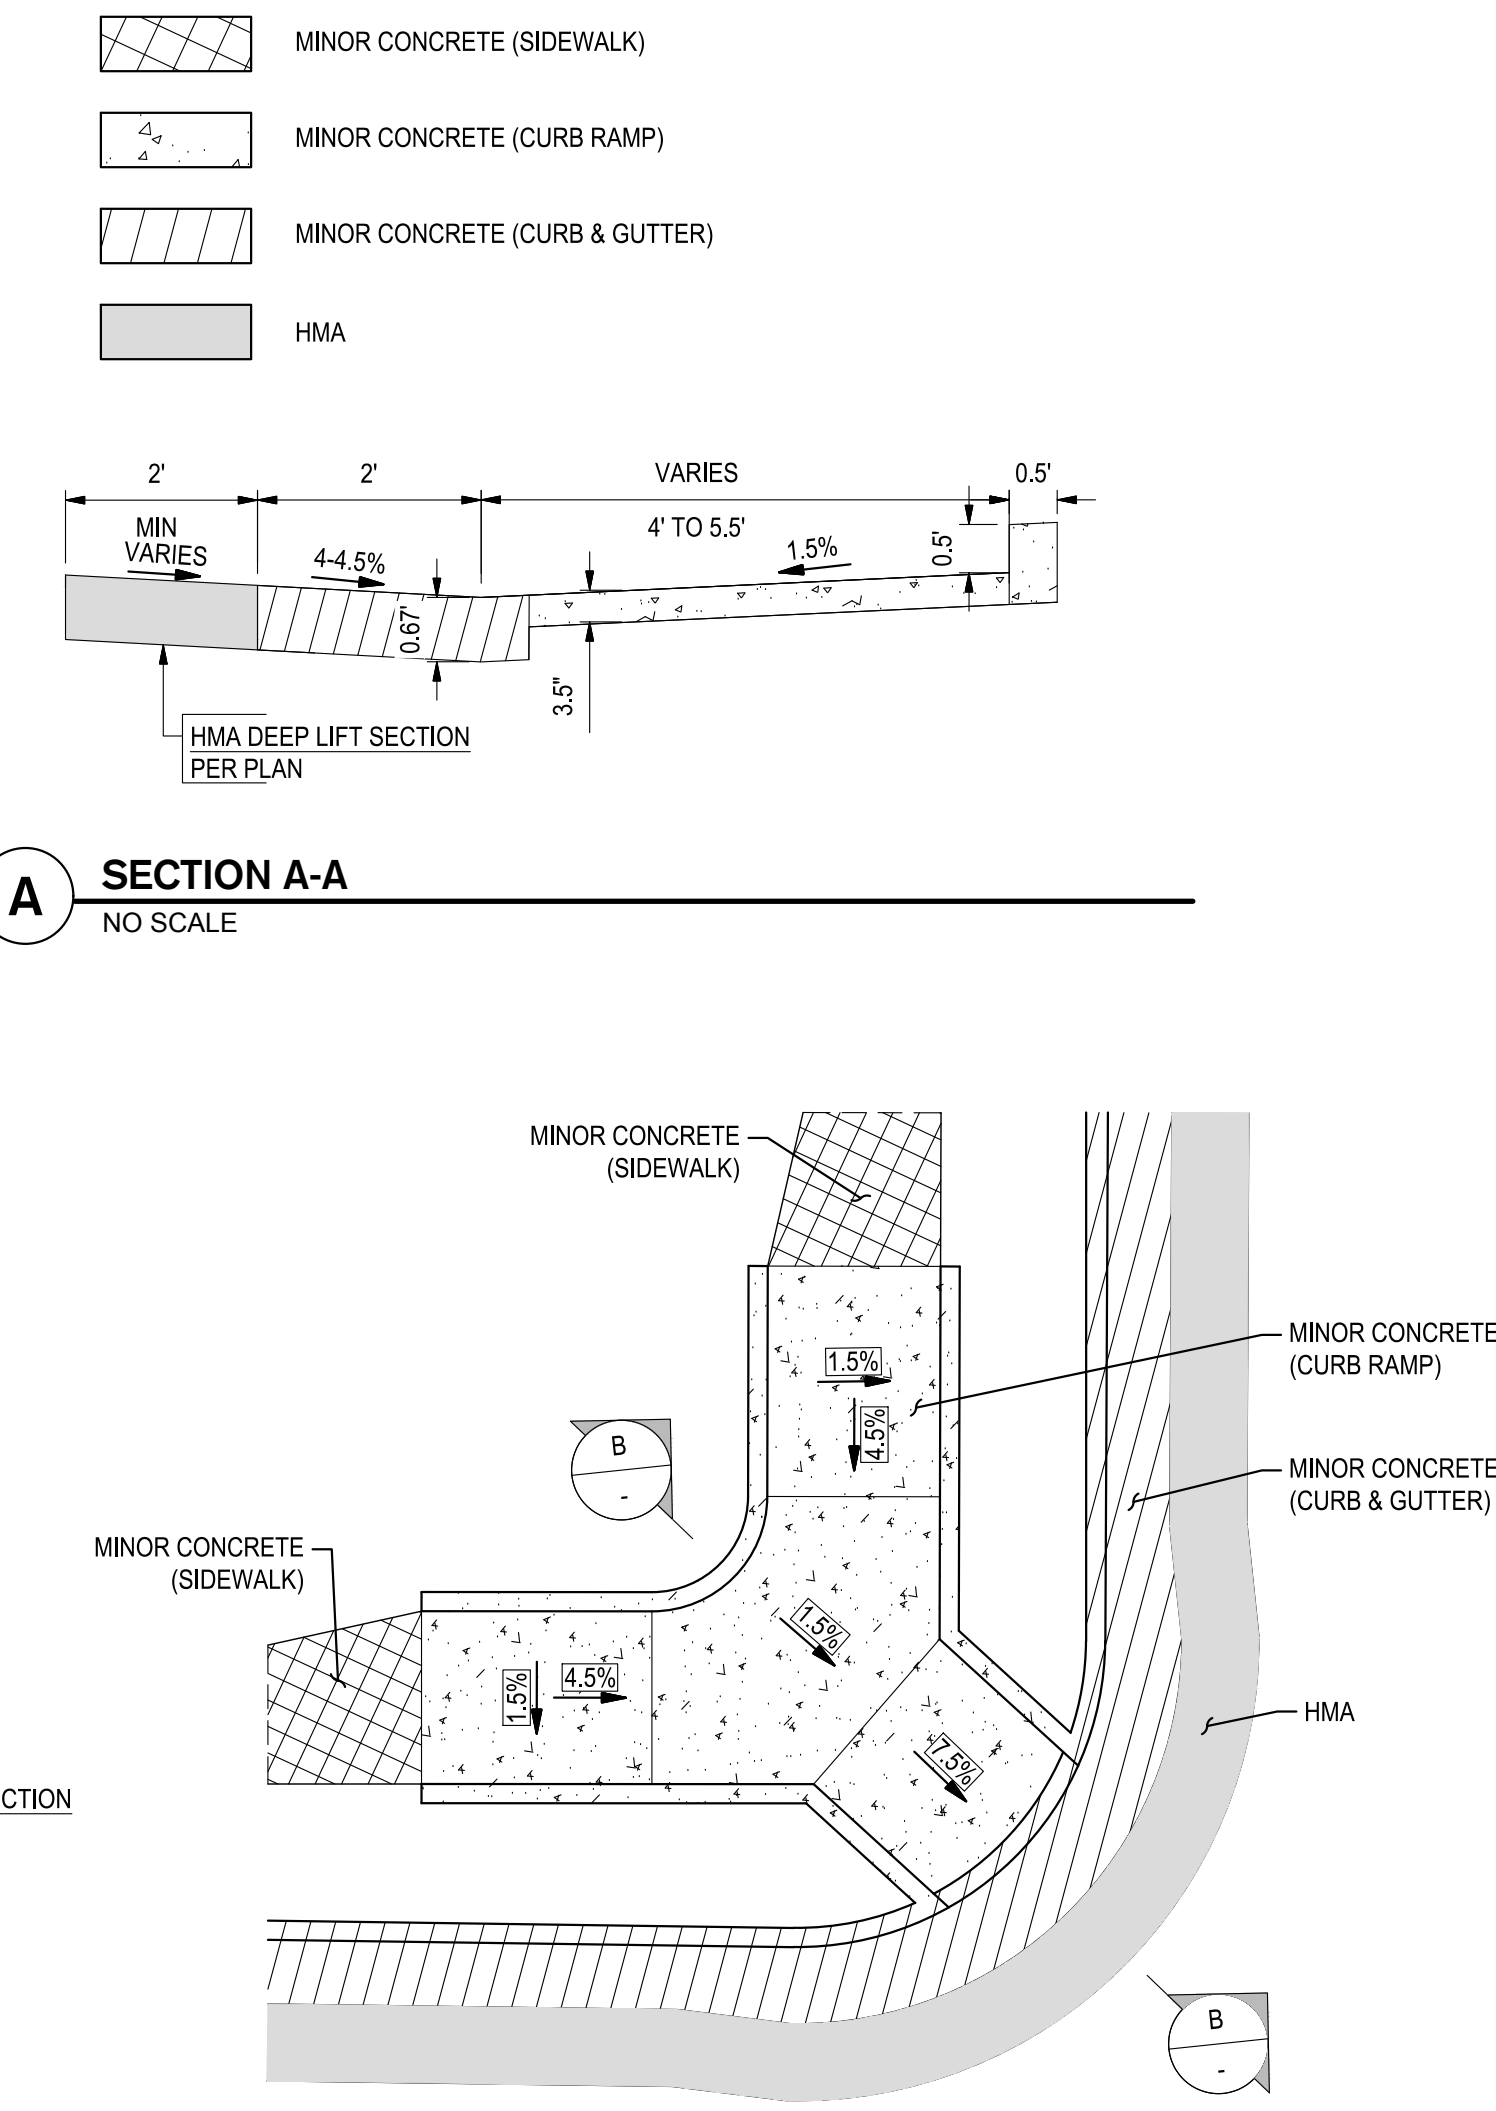 MINOR CONCRETE (SIDEWALK)
MINOR CONCRETE (CURB RAMP)
MINOR CONCRETE (CURB & GUTTER)
HMA
2'
2'
VARIES
0.5'
MIN
VARIES
4-4.5%
4' TO 5.5'
1.5%
0.5'
0.67'
3.5"
HMA DEEP LIFT SECTION
PER PLAN
A
SECTION A-A
NO SCALE
MINOR CONCRETE
(SIDEWALK)
MINOR CONCRETE
(CURB RAMP)
1.5%
4.5%
B
-
MINOR CONCRETE
(CURB & GUTTER)
MINOR CONCRETE
(SIDEWALK)
1.5%
1.5%
4.5%
7.5%
HMA
CTION
B
-